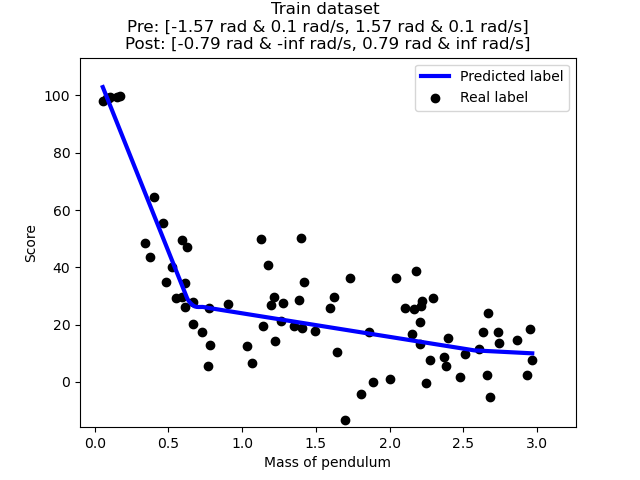 Train dataset
Pre: [-1.57 rad & 0.1 rad/s, 1.57 rad & 0.1 rad/s]
Post: [-0.79 rad & -inf rad/s, 0.79 rad & inf rad/s]
Predicted label
Real label
100
80
60
40
20
0
Score
0.0 0.5 1.0 1.5 2.0 2.5 3.0
Mass of pendulum